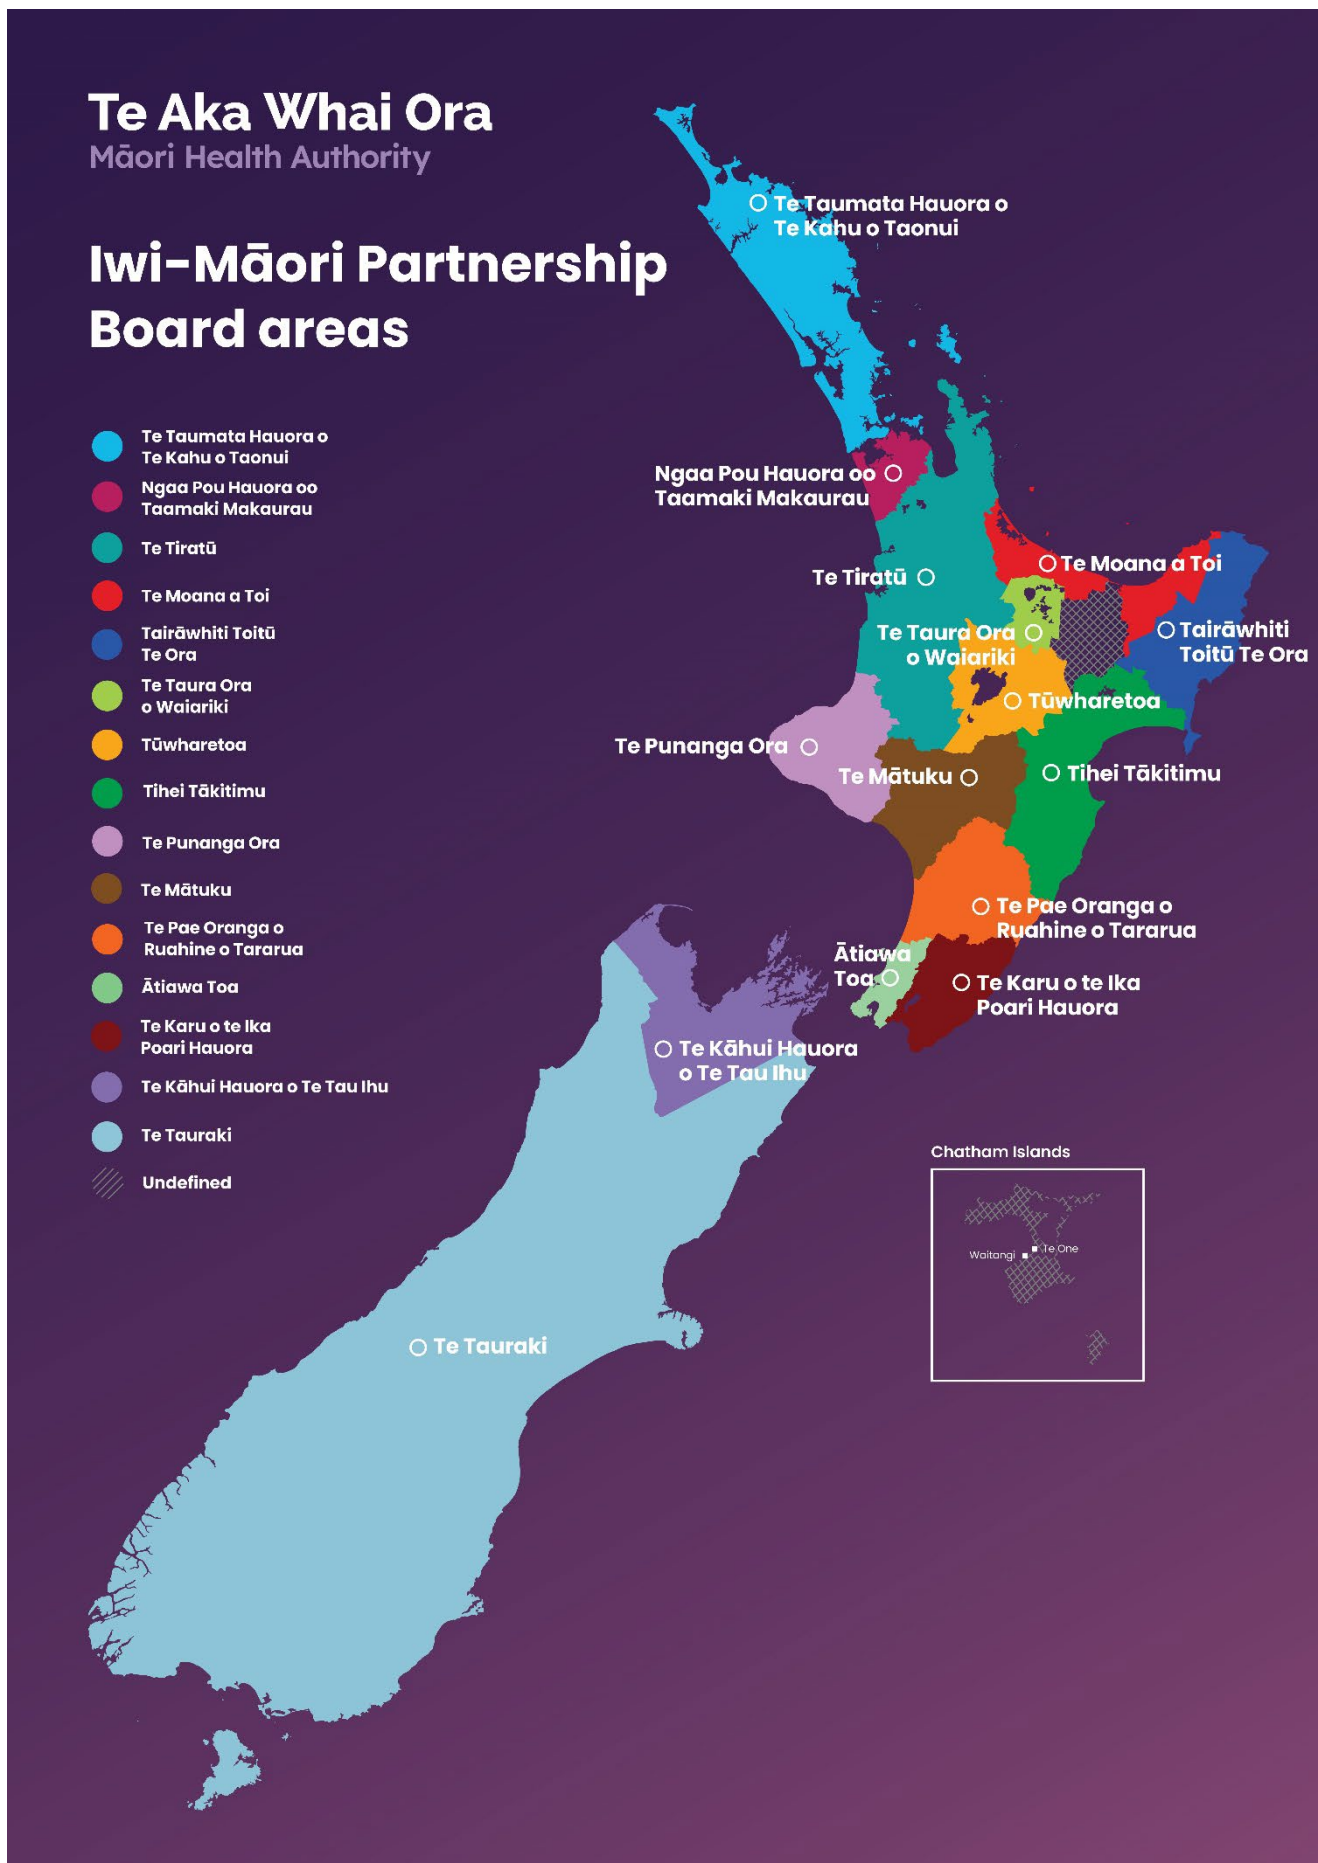 Te Aka Whai Ora
Māori Health Authority
Iwi-Māori Partnership
Board areas
Te Taumata Hauora o
Te Kahu o Taonui
Ngaa Pou Hauora oo
Taamaki Makaurau
Te Tiratū
Te Moana a Toi
Tairāwhiti Toitū
Te Ora
Te Taura Ora
o Waiariki
Tūwharetoa
Tihei Tākitimu
Te Punanga Ora
Te Mātuku
Te Pae Oranga o
Ruahine o Tararua
Ātiawa Toa
Te Karu o te Ika
Poari Hauora
Te Kāhui Hauora o Te Tau Ihu
Te Tauraki
Undefined
Te Taumata Hauora o
Te Kahu o Taonui
Ngaa Pou Hauora oo
Taamaki Makaurau
Te Tiratū
Te Moana a Toi
Te Taura Ora
o Waiariki
Tairāwhiti
Toitū Te Ora
Tūwharetoa
Te Punanga Ora
Te Mātuku
Tihei Tākitimu
Te Pae Oranga o
Ruahine o Tararua
Ātiawa
Toa
Te Karu o te Ika
Poari Hauora
Te Kāhui Hauora
o Te Tau Ihu
Te Tauraki
Chatham Islands
Te One
Waitangi